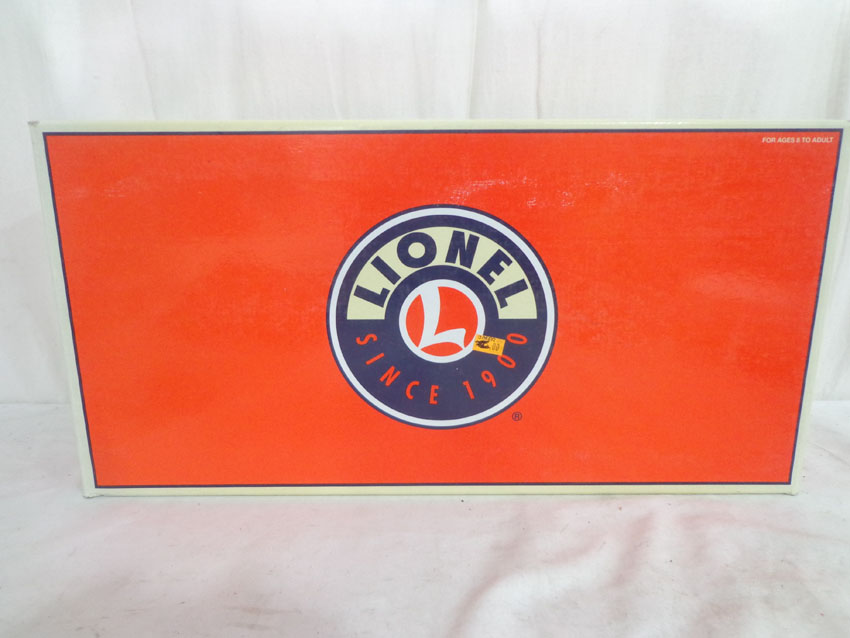 FOR AGES 8 TO ADULT
LIONEL
L
SINCE 1900
®